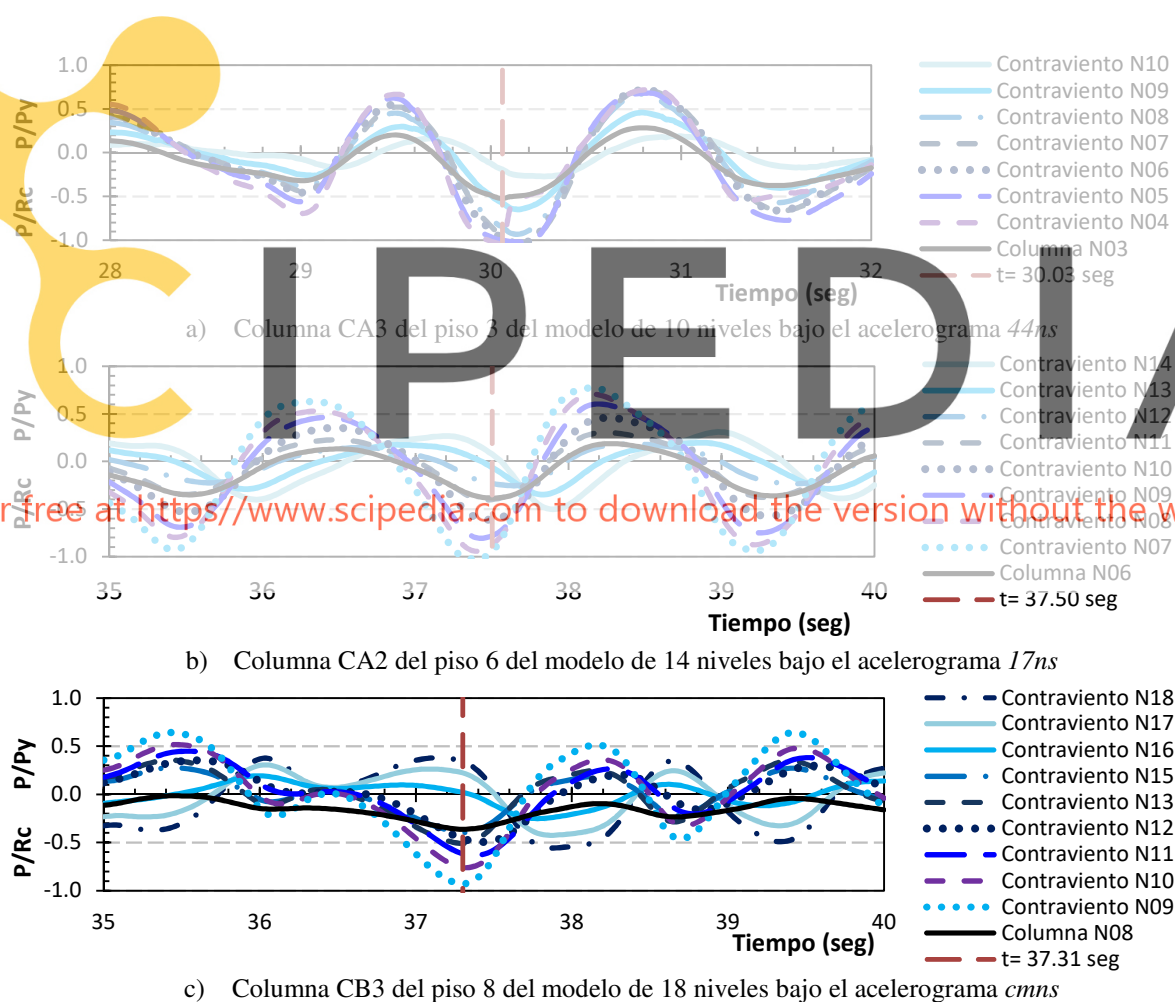 1.0
0.5
0.0
-0.5
-1.0
P/Rc P/Py
28 29 30 31 32
Tiempo (seg)
Contraviento N10
Contraviento N09
Contraviento N08
Contraviento N07
Contraviento N06
Contraviento N05
Contraviento N04
Columna N03
t= 30.03 seg
a) Columna CA3 del piso 3 del modelo de 10 niveles bajo el acelerograma 44ns
CIPEDIA
1.0
0.5
0.0
-0.5
-1.0
P/Rc P/Py
35 36 37 38 39 40
Tiempo (seg)
Contraviento N14
Contraviento N13
Contraviento N12
Contraviento N11
Contraviento N10
Contraviento N09
Contraviento N08
Contraviento N07
Columna N06
t= 37.50 seg
r free at https://www.scipedia.com to download the version without the w
b) Columna CA2 del piso 6 del modelo de 14 niveles bajo el acelerograma 17ns
1.0
0.5
0.0
-0.5
-1.0
P/Rc P/Py
35 36 37 38 39 40
Tiempo (seg)
Contraviento N18
Contraviento N17
Contraviento N16
Contraviento N15
Contraviento N13
Contraviento N12
Contraviento N11
Contraviento N10
Contraviento N09
Columna N08
t= 37.31 seg
c) Columna CB3 del piso 8 del modelo de 18 niveles bajo el acelerograma cmns